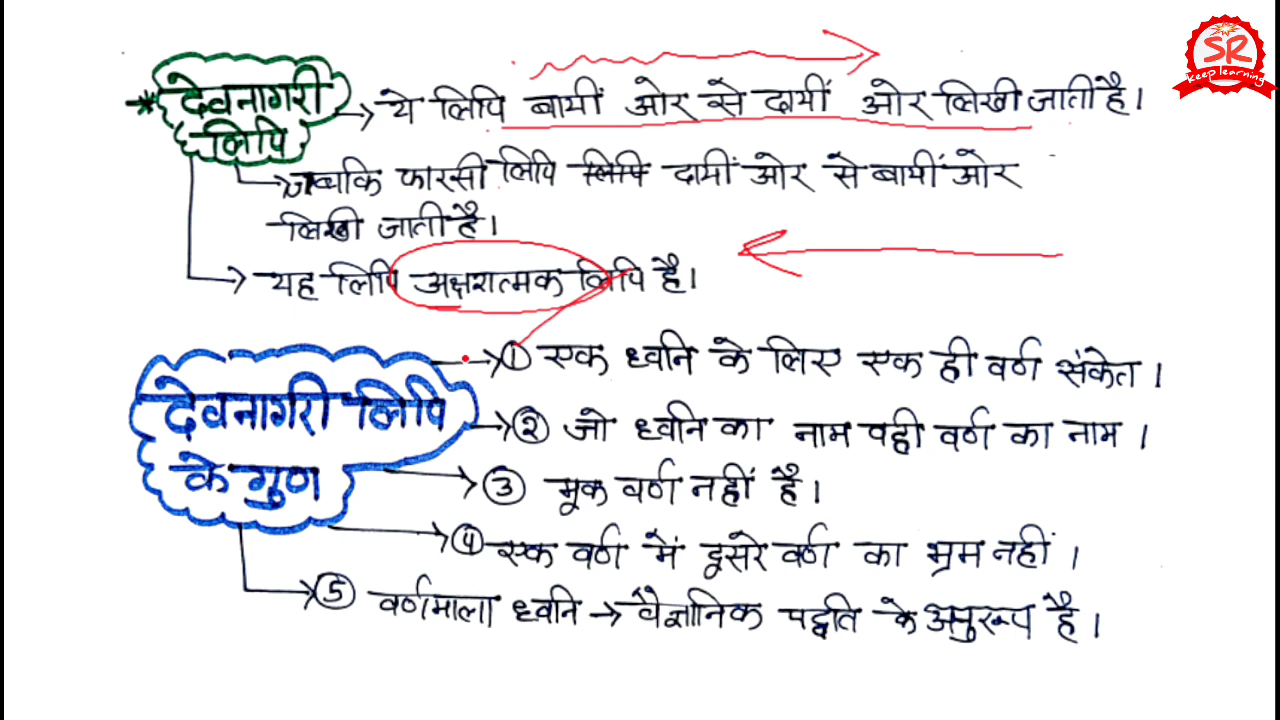 SR
keep learning
* देवनागरी लिपि → ये लिपि बायीं ओर से दायीं ओर लिखी जाती है।
→ जबकि फारसी लिपि लिपि दायीं ओर से बायीं ओर
लिखी जाती है।
→ यह लिपि अक्षरात्मक लिपि है।
देवनागरी लिपि
के गुण
→ ① एक ध्वनि के लिए एक ही वर्ण संकेत।
→ ② जो ध्वनि का नाम वही वर्ण का नाम।
→ ③ मूक वर्ण नहीं है।
→ ④ एक वर्ण में दूसरे वर्ण का भ्रम नहीं।
→ ⑤ वर्णमाला ध्वनि → वैज्ञानिक पद्धति के अनुरूप है।